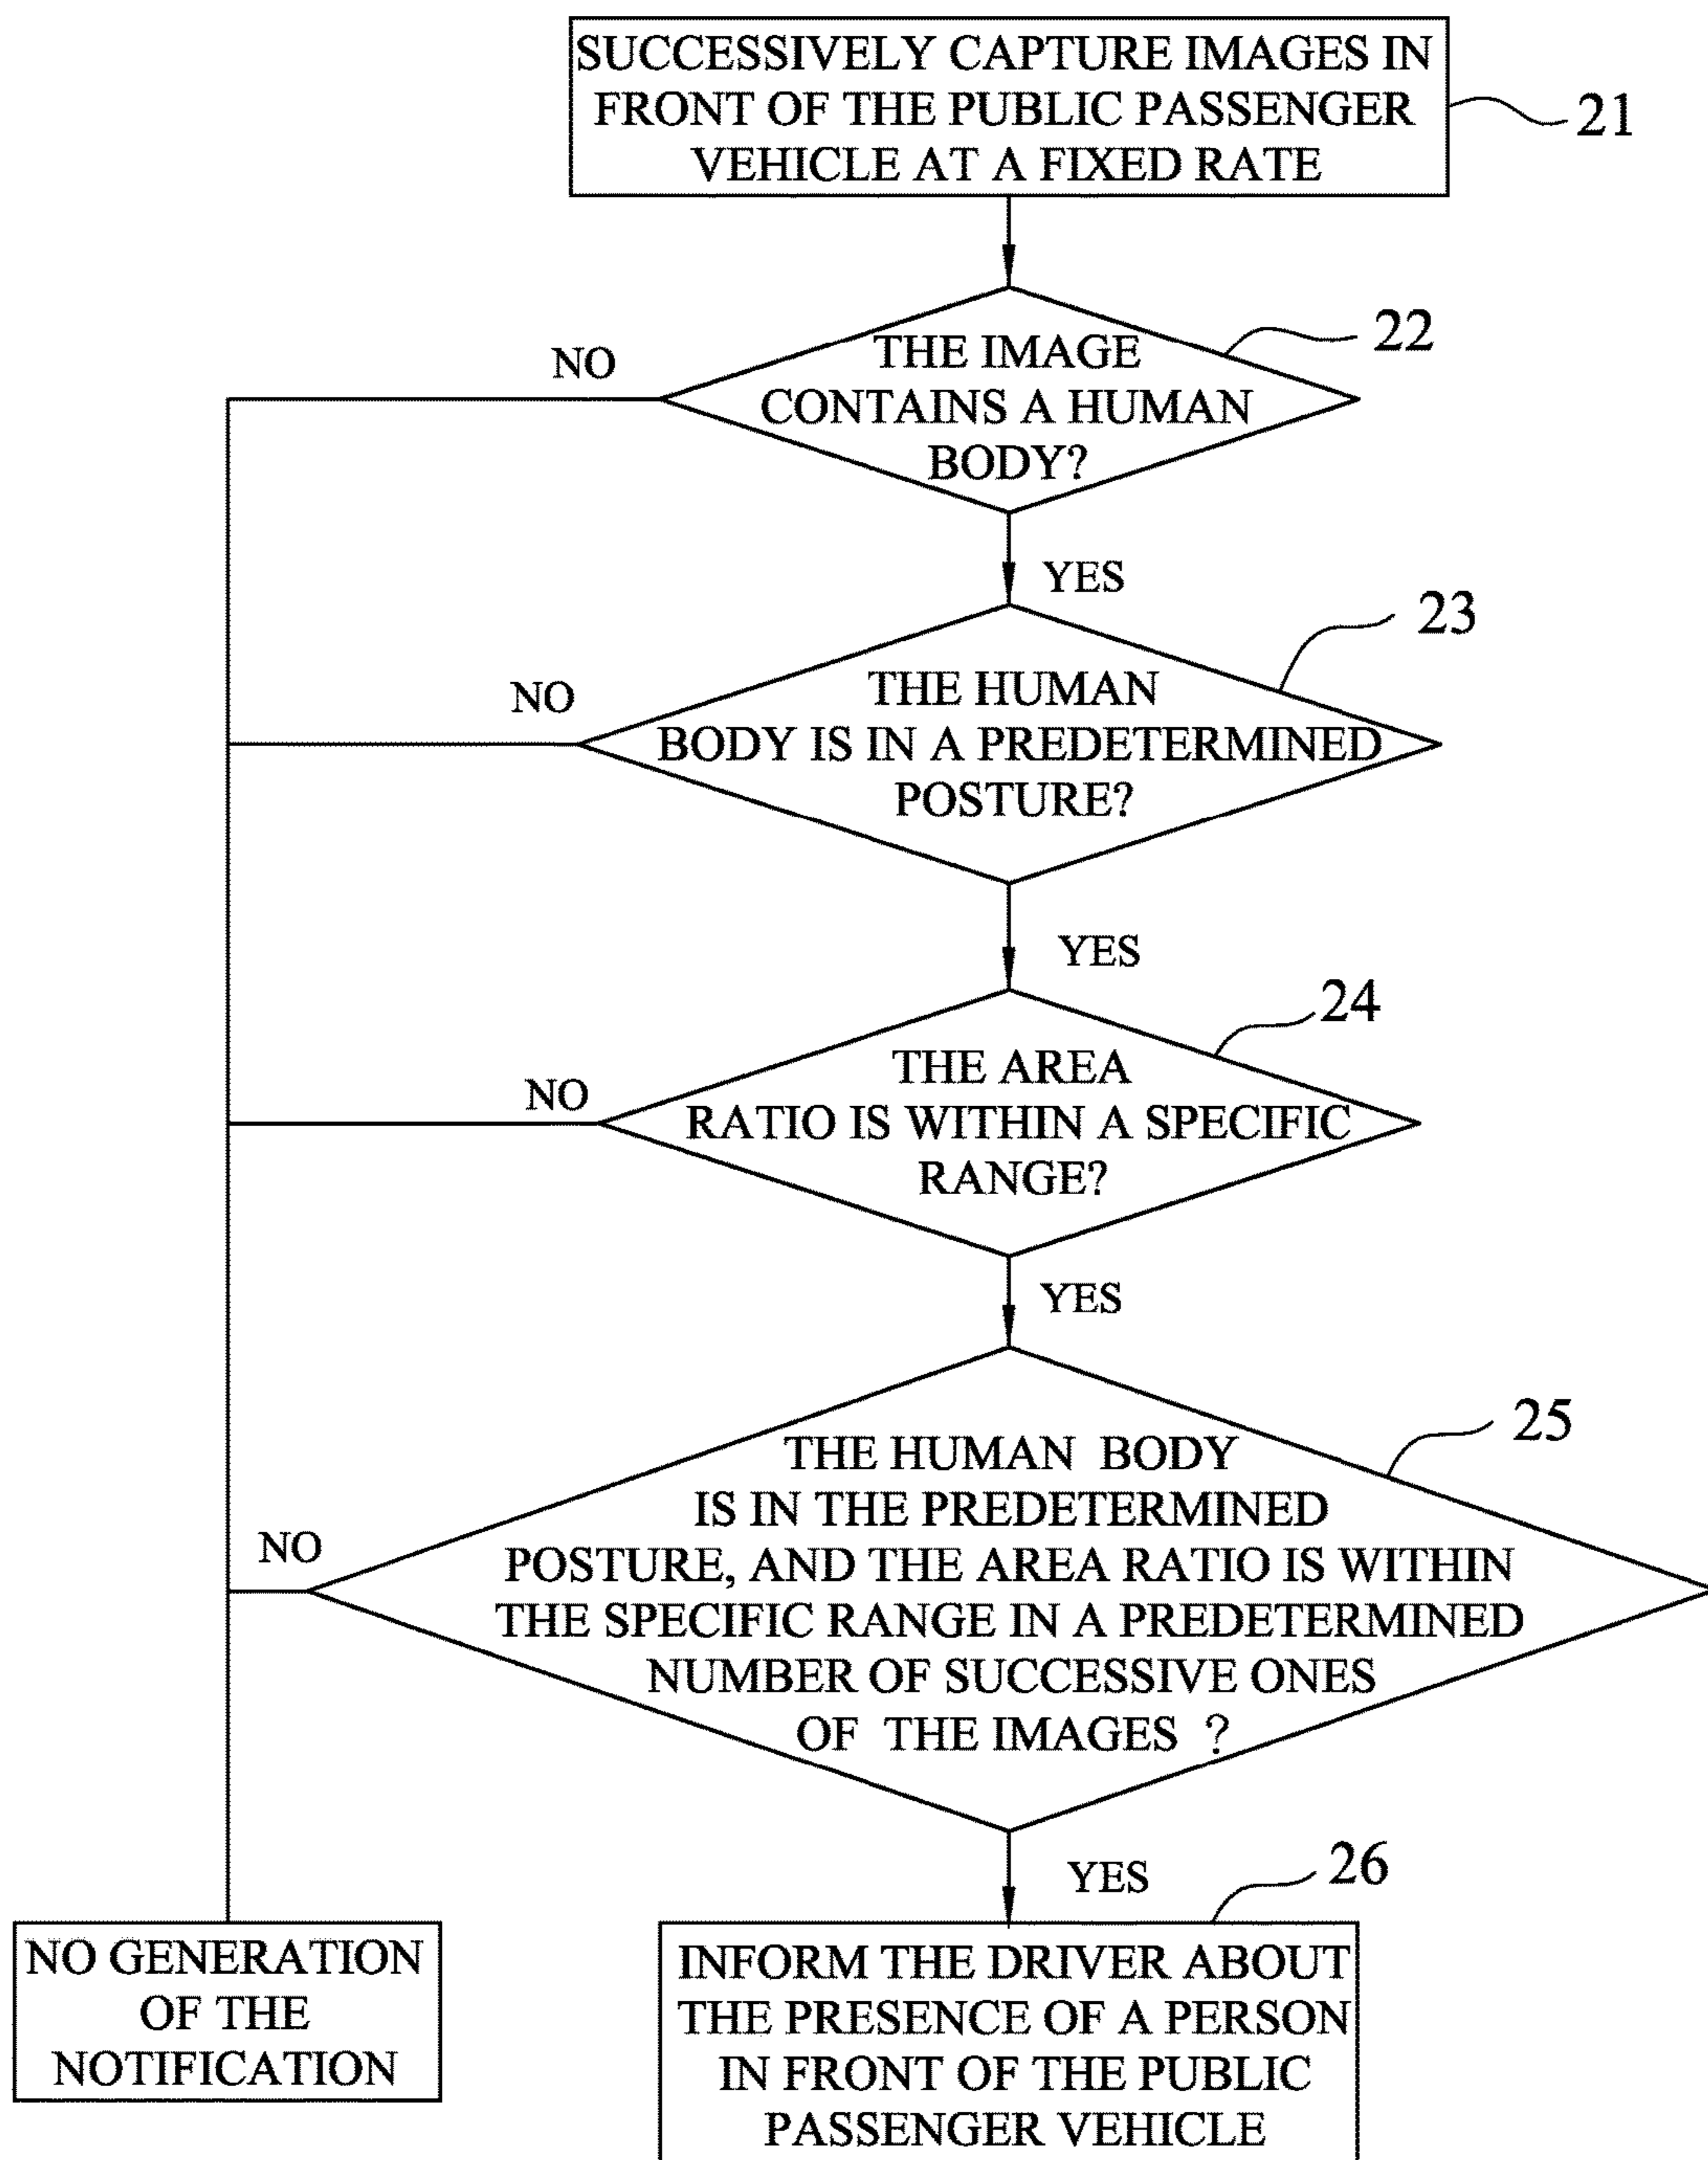 SUCCESSIVELY CAPTURE IMAGES IN
FRONT OF THE PUBLIC PASSENGER
VEHICLE AT A FIXED RATE
21
22
NO
THE IMAGE
CONTAINS A HUMAN
BODY?
YES
23
NO
THE HUMAN
BODY IS IN A PREDETERMINED
POSTURE?
YES
24
NO
THE AREA
RATIO IS WITHIN A SPECIFIC
RANGE?
YES
25
NO
THE HUMAN BODY
IS IN THE PREDETERMINED
POSTURE, AND THE AREA RATIO IS WITHIN
THE SPECIFIC RANGE IN A PREDETERMINED
NUMBER OF SUCCESSIVE ONES
OF THE IMAGES ?
YES
26
NO GENERATION
OF THE
NOTIFICATION
INFORM THE DRIVER ABOUT
THE PRESENCE OF A PERSON
IN FRONT OF THE PUBLIC
PASSENGER VEHICLE